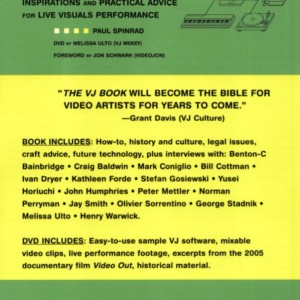 INSPIRATIONS AND PRACTICAL ADVICE
FOR LIVE VISUALS PERFORMANCE
PAUL SPINRAD
DVD BY MELISSA ULTO (VJ MIIXXY)
FOREWORD BY JON SCHWARK (VIDEOJON)
"THE VJ BOOK WILL BECOME THE BIBLE FOR
VIDEO ARTISTS FOR YEARS TO COME."
—Grant Davis (VJ Culture)
BOOK INCLUDES: How-to, history and culture, legal issues,
craft advice, future technology, plus interviews with: Benton-C
Bainbridge • Craig Baldwin • Mark Coniglio • Bill Cottman •
Ivan Dryer • Kathleen Forde • Stefan Gosiewski • Yusei
Horiuchi • John Humphries • Peter Mettler • Norman
Perryman • Jay Smith • Olivier Sorrentino • George Stadnik •
Melissa Ulto • Henry Warwick.
DVD INCLUDES: Easy-to-use sample VJ software, mixable
video clips, live performance footage, excerpts from the 2005
documentary film Video Out, historical material.